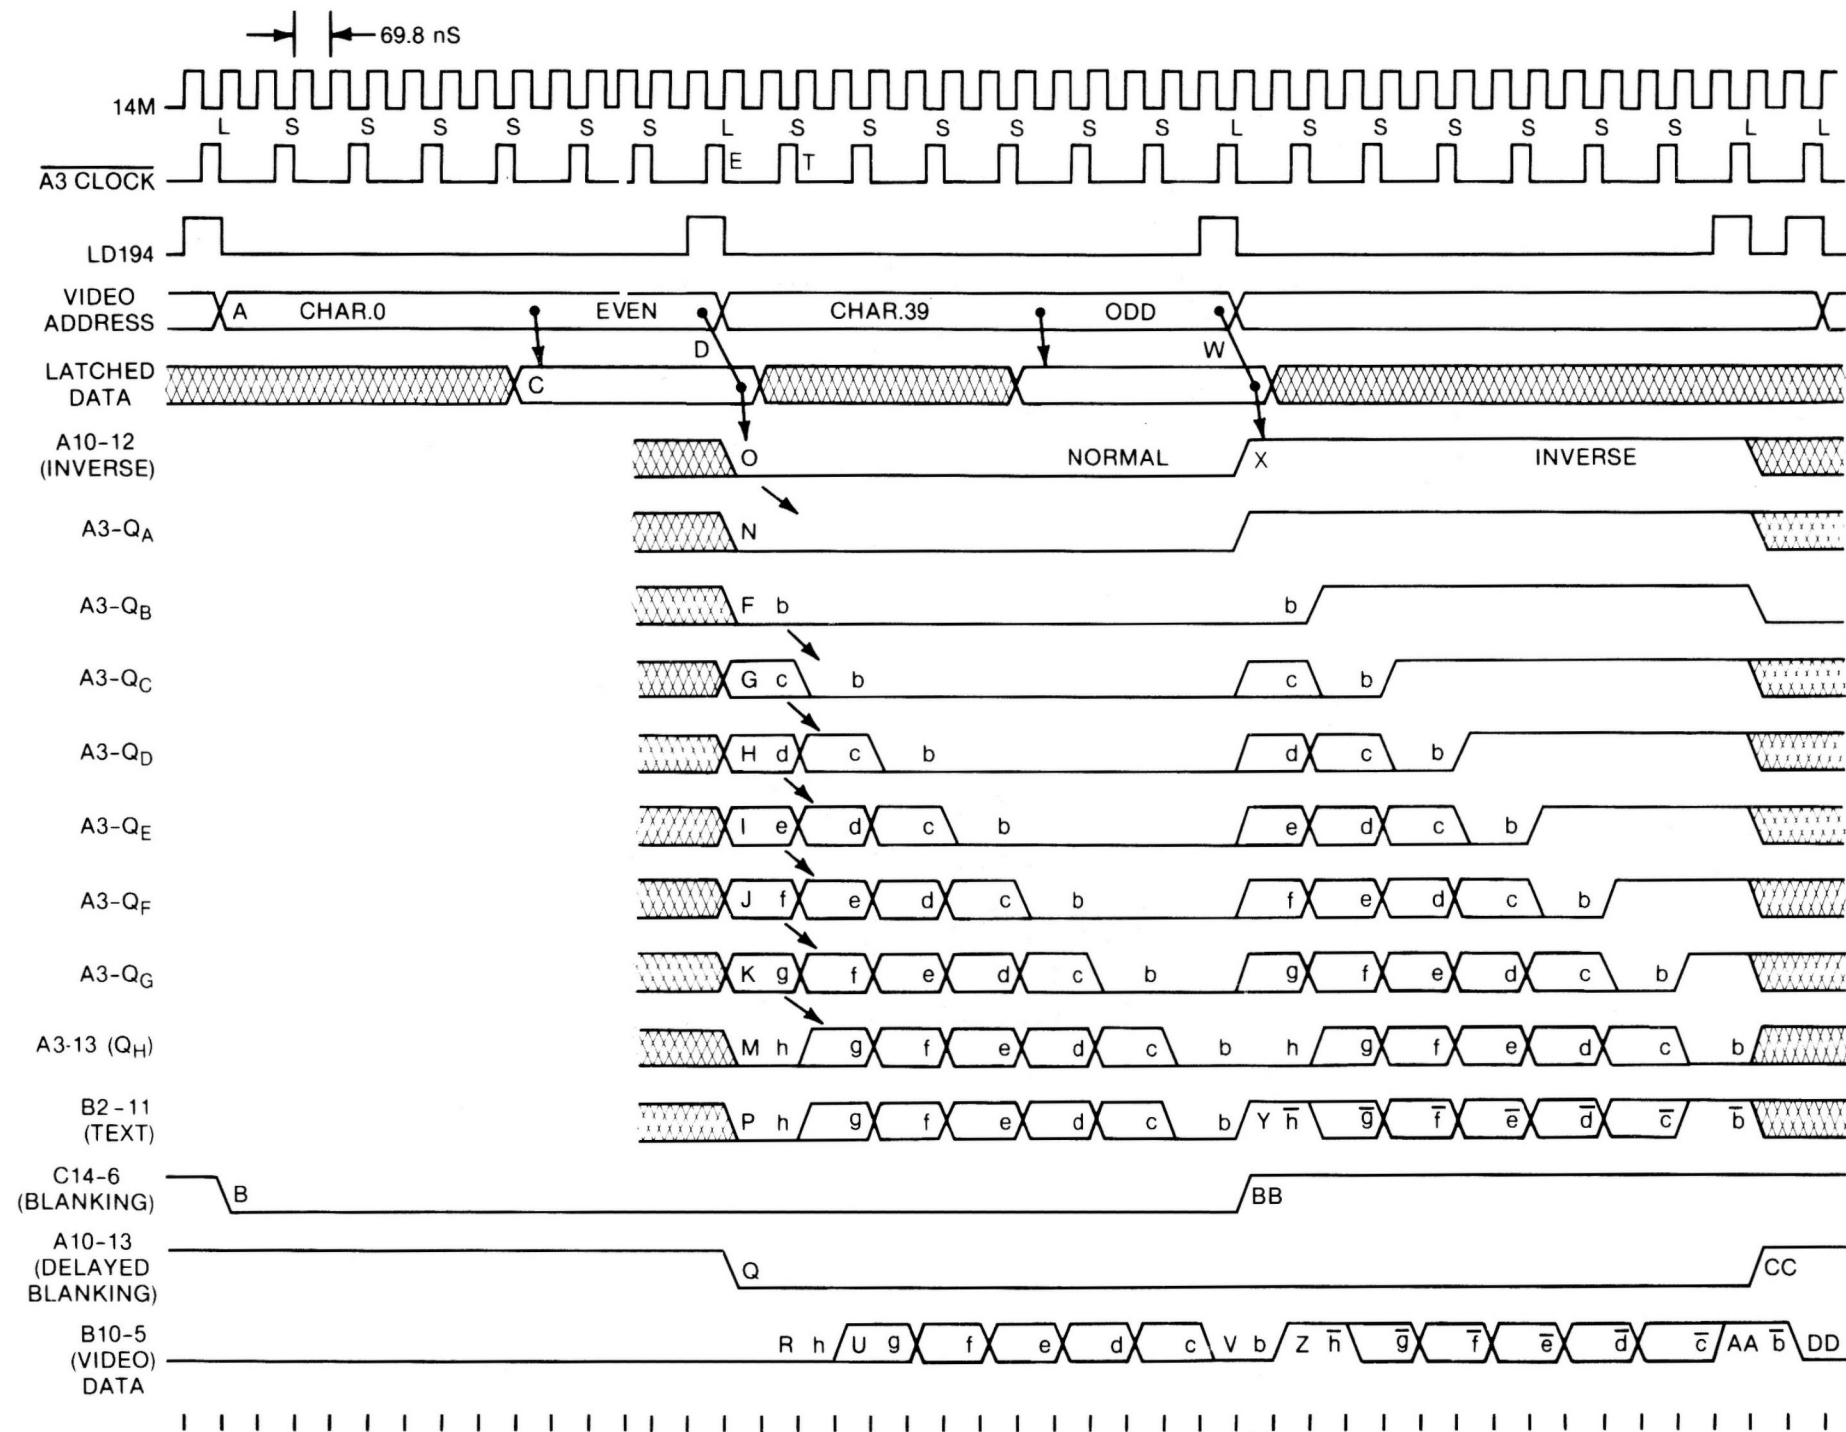 69.8 nS
14M
L S S S S S S L S S S S S S L S S S S S S L L
A3 CLOCK E T
LD194
VIDEO ADDRESS A CHAR.0 EVEN CHAR.39 ODD
D W
LATCHED DATA C
A10-12 (INVERSE) O NORMAL X INVERSE
A3-QA N
A3-QB F b b
A3-QC G c b c b
A3-QD H d c b d c b
A3-QE I e d c b e d c b
A3-QF J f e d c b f e d c b
A3-QG K g f e d c b g f e d c b
A3-13 (QH) M h g f e d c b h g f e d c b
B2-11 (TEXT) P h g f e d c b Y h̅ g̅ f̅ e̅ d̅ c̅ b̅
C14-6 (BLANKING) B BB
A10-13 (DELAYED BLANKING) Q CC
B10-5 (VIDEO) DATA R h U g f e d c V b Z h̅ g̅ f̅ e̅ d̅ c̅ AA b̅ DD